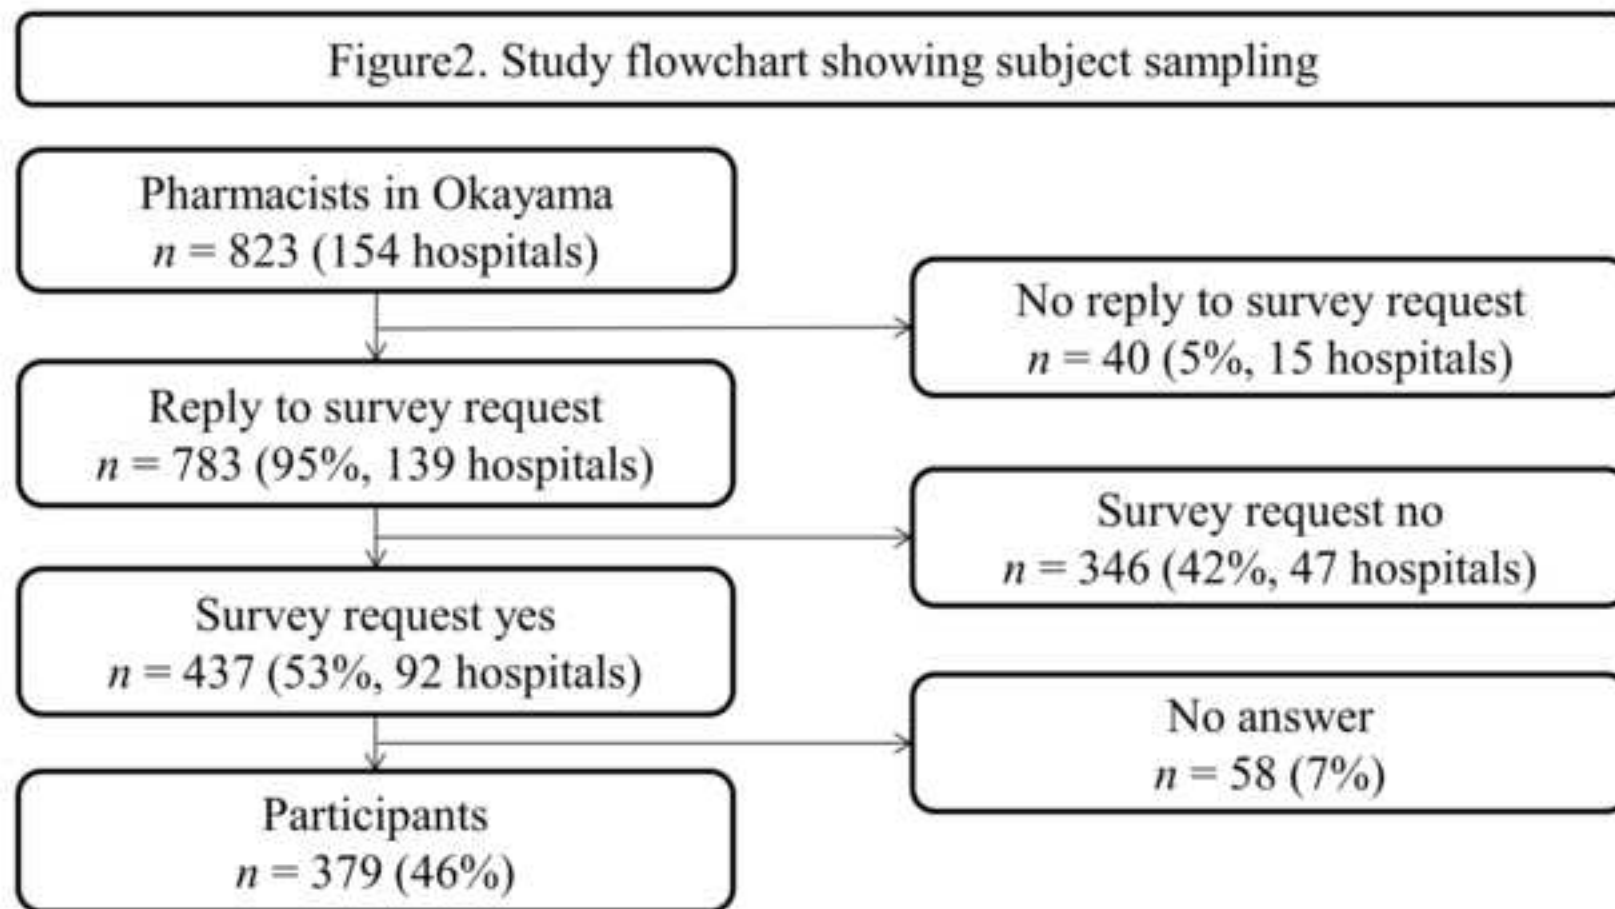 Figure2. Study flowchart showing subject sampling
Pharmacists in Okayama
n = 823 (154 hospitals)
No reply to survey request
n = 40 (5%, 15 hospitals)
Reply to survey request
n = 783 (95%, 139 hospitals)
Survey request no
n = 346 (42%, 47 hospitals)
Survey request yes
n = 437 (53%, 92 hospitals)
No answer
n = 58 (7%)
Participants
n = 379 (46%)